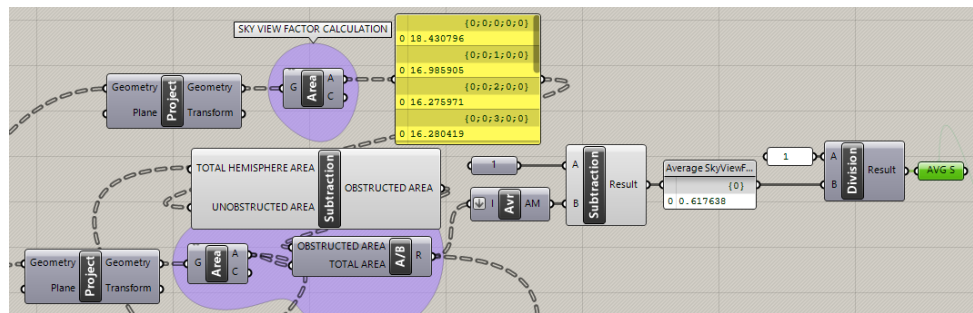 SKY VIEW FACTOR CALCULATION
{0;0;0;0;0}
0 18.430796
{0;0;1;0;0}
0 16.985905
{0;0;2;0;0}
0 16.275971
{0;0;3;0;0}
0 16.280419
Geometry Project Geometry
Plane Transform
G Area A
C
TOTAL HEMISPHERE AREA
UNOBSTRUCTED AREA
Subtraction
OBSTRUCTED AREA
1
I Avr AM
A
B
Subtraction
Result
Average SkyViewF...
{0}
0 0.617638
1
A
B
Division
Result
AVG S
Geometry Project Geometry
Plane Transform
G Area A
C
OBSTRUCTED AREA
TOTAL AREA
A/B
R